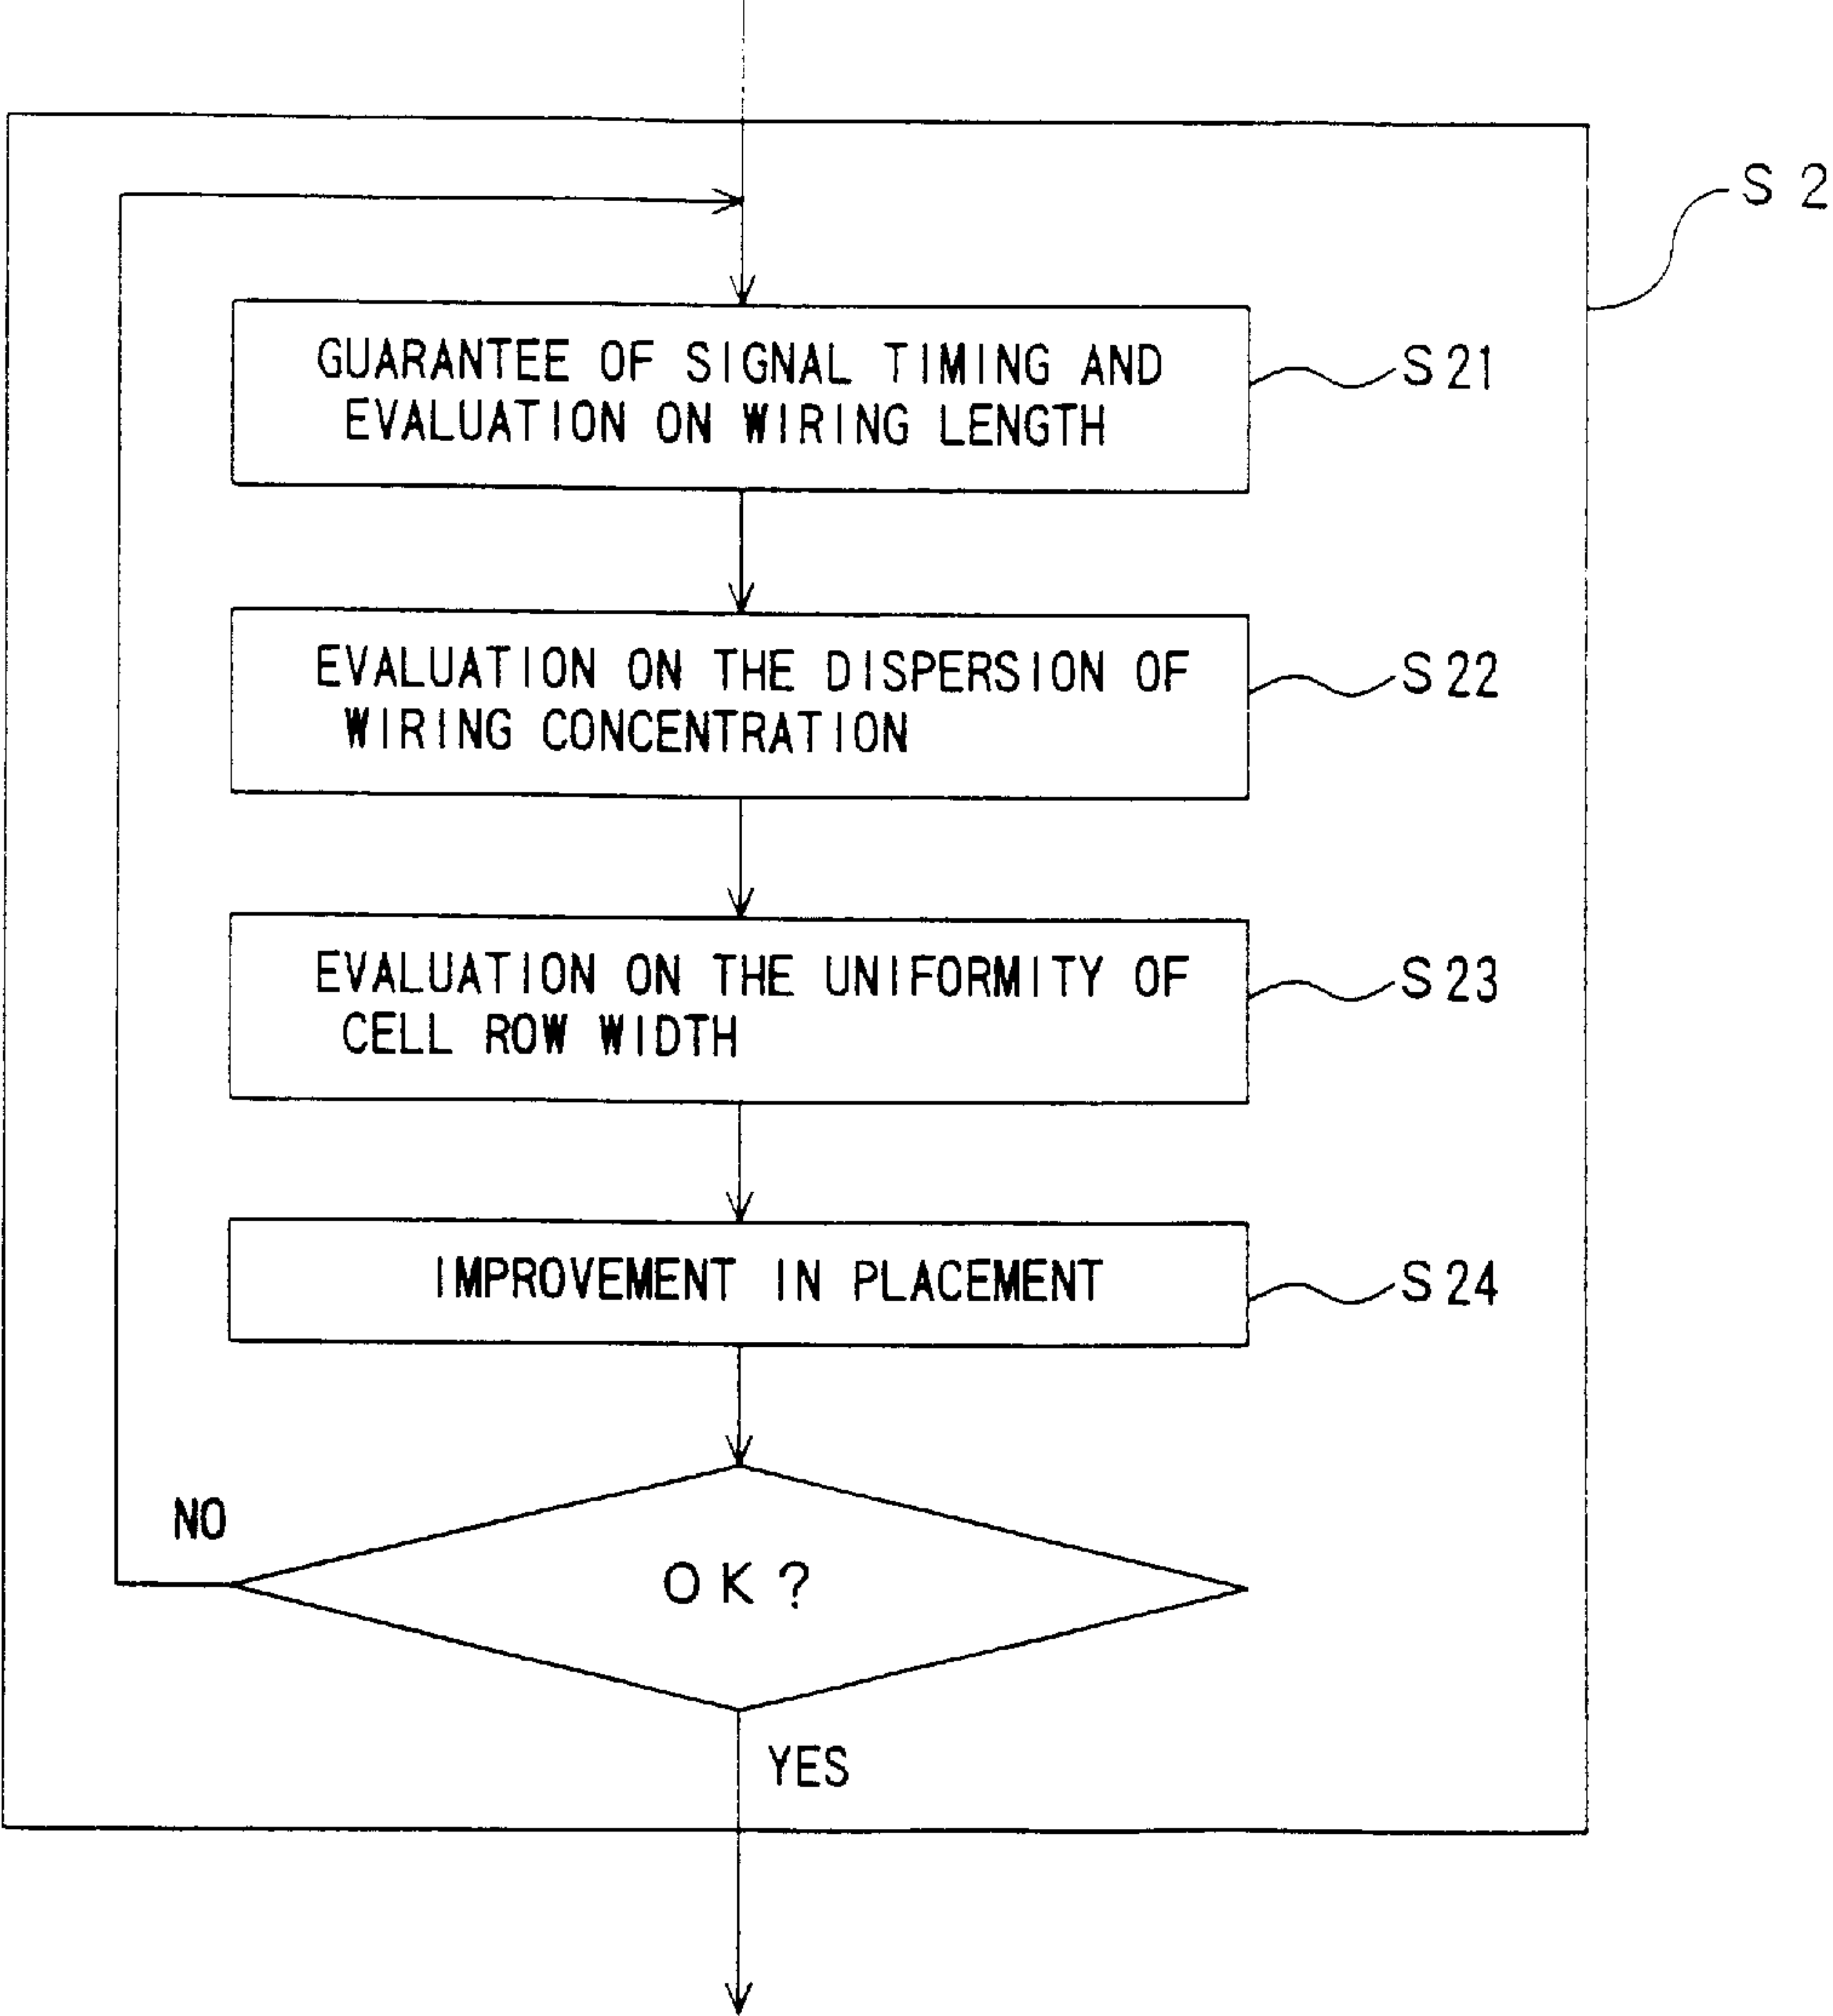 S2
GUARANTEE OF SIGNAL TIMING AND
EVALUATION ON WIRING LENGTH
S21
EVALUATION ON THE DISPERSION OF
WIRING CONCENTRATION
S22
EVALUATION ON THE UNIFORMITY OF
CELL ROW WIDTH
S23
IMPROVEMENT IN PLACEMENT
S24
NO
OK?
YES